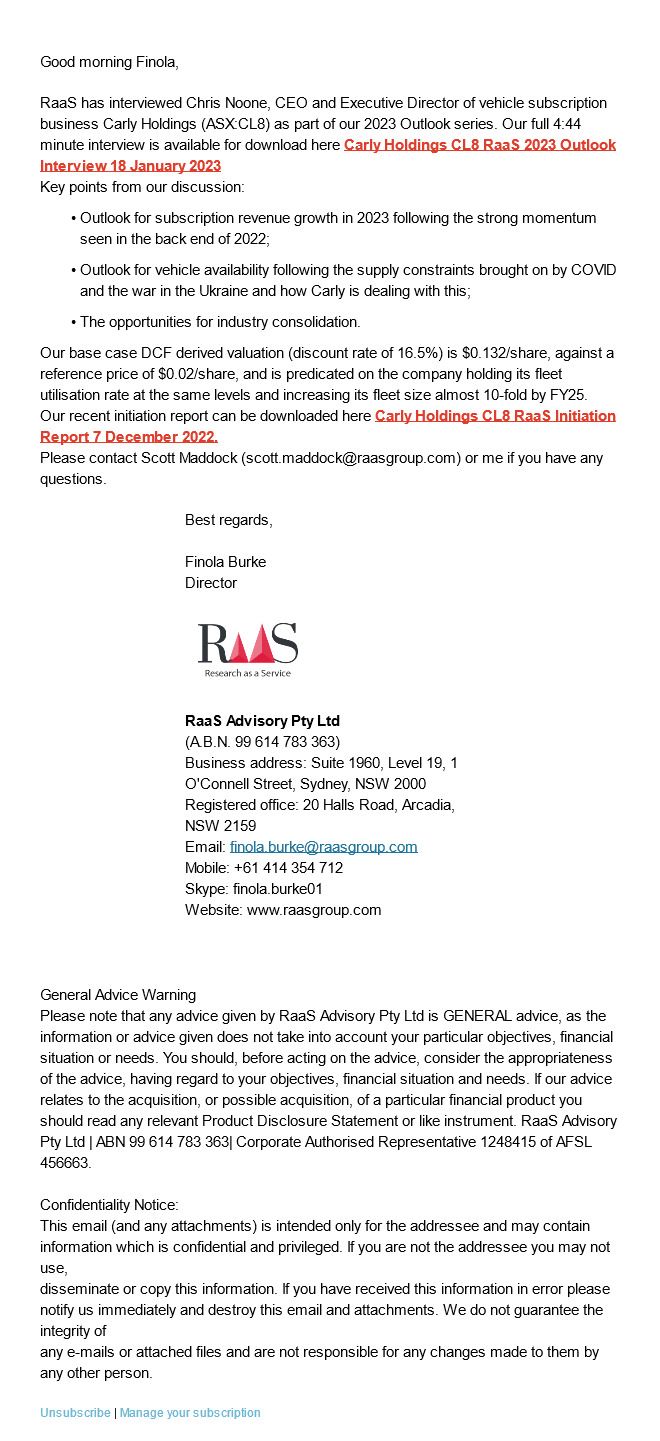 Good morning Finola,
RaaS has interviewed Chris Noone, CEO and Executive Director of vehicle subscription
business Carly Holdings (ASX:CL8) as part of our 2023 Outlook series. Our full 4:44
minute interview is available for download here Carly Holdings CL8 RaaS 2023 Outlook
Interview 18 January 2023
Key points from our discussion:
• Outlook for subscription revenue growth in 2023 following the strong momentum
seen in the back end of 2022;
• Outlook for vehicle availability following the supply constraints brought on by COVID
and the war in the Ukraine and how Carly is dealing with this;
• The opportunities for industry consolidation.
Our base case DCF derived valuation (discount rate of 16.5%) is $0.132/share, against a
reference price of $0.02/share, and is predicated on the company holding its fleet
utilisation rate at the same levels and increasing its fleet size almost 10-fold by FY25.
Our recent initiation report can be downloaded here Carly Holdings CL8 RaaS Initiation
Report 7 December 2022.
Please contact Scott Maddock (scott.maddock@raasgroup.com) or me if you have any
questions.
Best regards,
Finola Burke
Director
RaaS
Research as a Service
RaaS Advisory Pty Ltd
(A.B.N. 99 614 783 363)
Business address: Suite 1960, Level 19, 1
O'Connell Street, Sydney, NSW 2000
Registered office: 20 Halls Road, Arcadia,
NSW 2159
Email: finola.burke@raasgroup.com
Mobile: +61 414 354 712
Skype: finola.burke01
Website: www.raasgroup.com
General Advice Warning
Please note that any advice given by RaaS Advisory Pty Ltd is GENERAL advice, as the
information or advice given does not take into account your particular objectives, financial
situation or needs. You should, before acting on the advice, consider the appropriateness
of the advice, having regard to your objectives, financial situation and needs. If our advice
relates to the acquisition, or possible acquisition, of a particular financial product you
should read any relevant Product Disclosure Statement or like instrument. RaaS Advisory
Pty Ltd | ABN 99 614 783 363| Corporate Authorised Representative 1248415 of AFSL
456663.
Confidentiality Notice:
This email (and any attachments) is intended only for the addressee and may contain
information which is confidential and privileged. If you are not the addressee you may not
use,
disseminate or copy this information. If you have received this information in error please
notify us immediately and destroy this email and attachments. We do not guarantee the
integrity of
any e-mails or attached files and are not responsible for any changes made to them by
any other person.
Unsubscribe | Manage your subscription